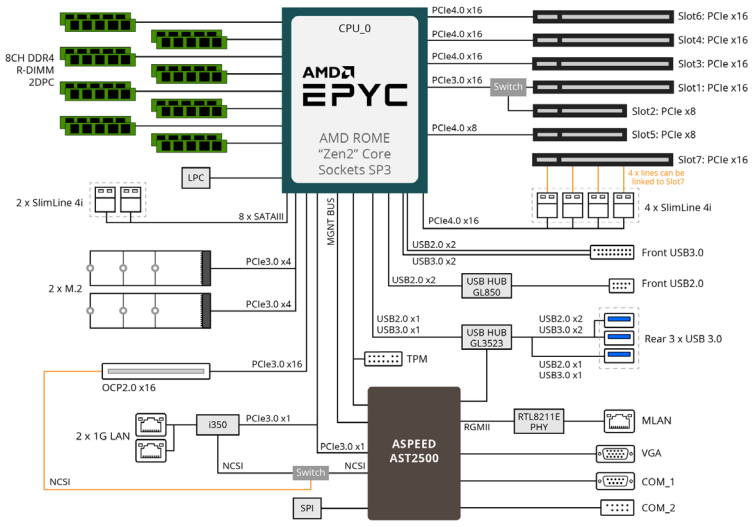 PCIe4.0 x16
Slot6: PCIe x16
CPU_0
PCIe4.0 x16
Slot4: PCIe x16
8CH DDR4
R-DIMM
2DPC
PCIe4.0 x16
Slot3: PCIe x16
AMD
EPYC
PCIe3.0 x16
Switch
Slot1: PCIe x16
Slot2: PCIe x8
PCIe4.0 x8
Slot5: PCIe x8
AMD ROME
“Zen2” Core
Sockets SP3
Slot7: PCIe x16
4 x lines can be
linked to Slot7
LPC
2 x SlimLine 4i
8 x SATAIII
MGNT BUS
PCIe4.0 x16
4 x SlimLine 4i
USB2.0 x2
USB3.0 x2
Front USB3.0
PCIe3.0 x4
2 x M.2
PCIe3.0 x4
USB2.0 x1
USB HUB
GL850
Front USB2.0
USB2.0 x1
USB3.0 x1
USB HUB
GL3523
USB2.0 x2
USB3.0 x2
Rear 3 x USB 3.0
USB2.0 x1
USB3.0 x1
PCIe3.0 x16
OCP2.0 x16
TPM
2 x 1G LAN
i350
PCIe3.0 x1
PCIe3.0 x1
ASPEED
AST2500
RGMII
RTL8211E
PHY
MLAN
VGA
NCSI
Switch
NCSI
NCSI
COM_1
SPI
COM_2